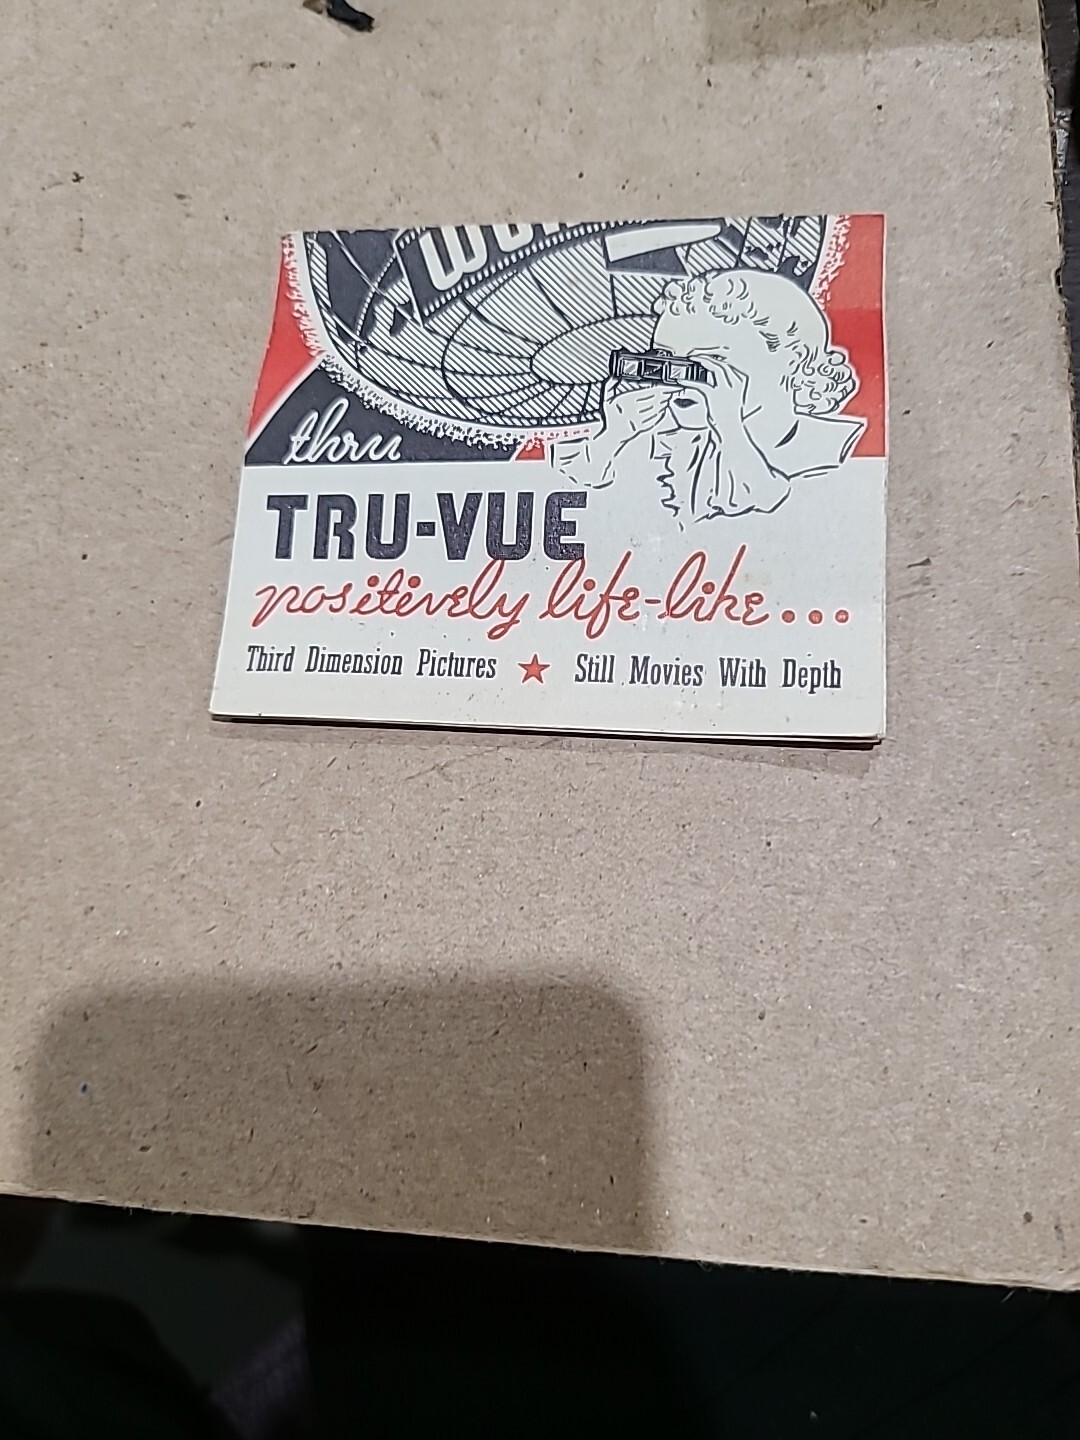 thru
TRU-VUE
positively life-like...
Third Dimension Pictures ★ Still Movies With Depth